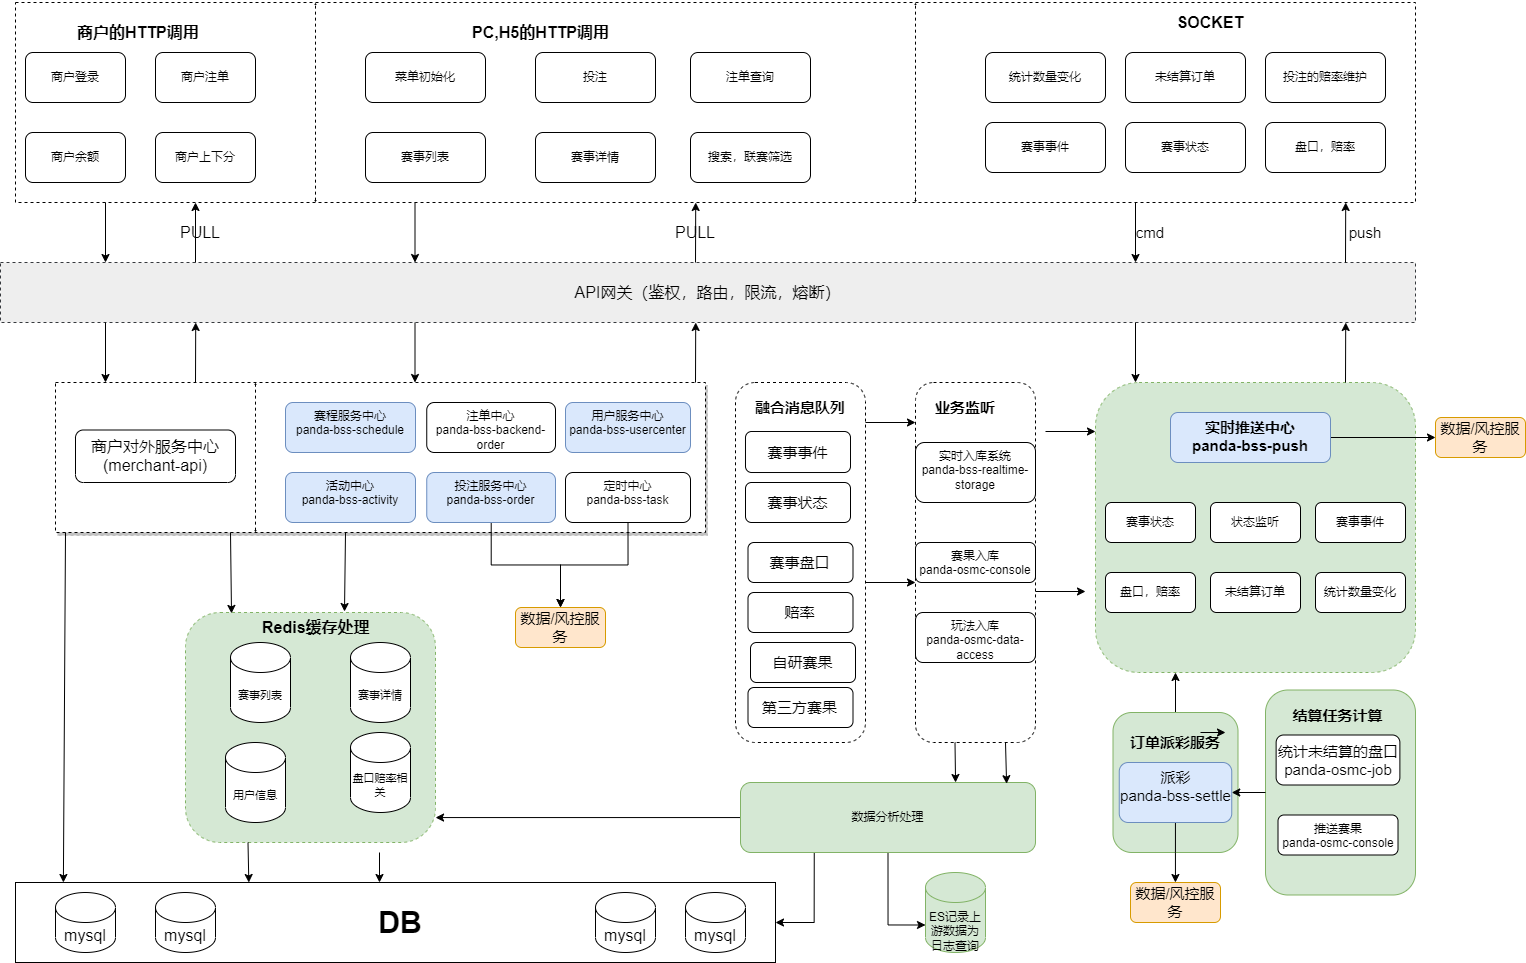 商户的HTTP调用
商户登录
商户注单
商户余额
商户上下分
PC,H5的HTTP调用
菜单初始化
投注
注单查询
赛事列表
赛事详情
搜索，联赛筛选
SOCKET
统计数量变化
未结算订单
投注的赔率维护
赛事事件
赛事状态
盘口，赔率
PULL
PULL
cmd
push
API网关（鉴权，路由，限流，熔断）
商户对外服务中心
(merchant-api)
赛程服务中心
panda-bss-schedule
注单中心
panda-bss-backend-
order
用户服务中心
panda-bss-usercenter
活动中心
panda-bss-activity
投注服务中心
panda-bss-order
定时中心
panda-bss-task
数据/风控服
务
融合消息队列
赛事事件
赛事状态
赛事盘口
赔率
自研赛果
第三方赛果
业务监听
实时入库系统
panda-bss-realtime-
storage
赛果入库
panda-osmc-console
玩法入库
panda-osmc-data-
access
实时推送中心
panda-bss-push
数据/风控服
务
赛事状态
状态监听
赛事事件
盘口，赔率
未结算订单
统计数量变化
Redis缓存处理
赛事列表
赛事详情
用户信息
盘口赔率相
关
数据分析处理
订单派彩服务
派彩
panda-bss-settle
数据/风控服
务
结算任务计算
统计未结算的盘口
panda-osmc-job
推送赛果
panda-osmc-console
mysql
mysql
DB
mysql
mysql
ES记录上
游数据为
日志查询